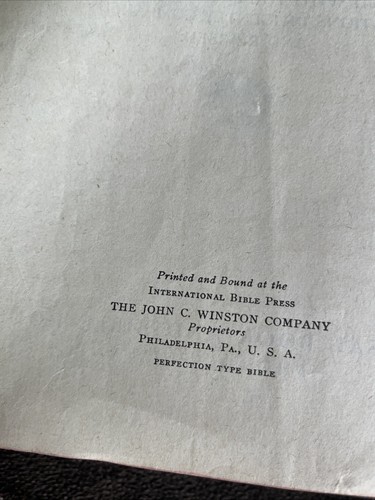 Printed and Bound at the
International Bible Press
THE JOHN C. WINSTON COMPANY
Proprietors
Philadelphia, Pa., U. S. A.
PERFECTION TYPE BIBLE